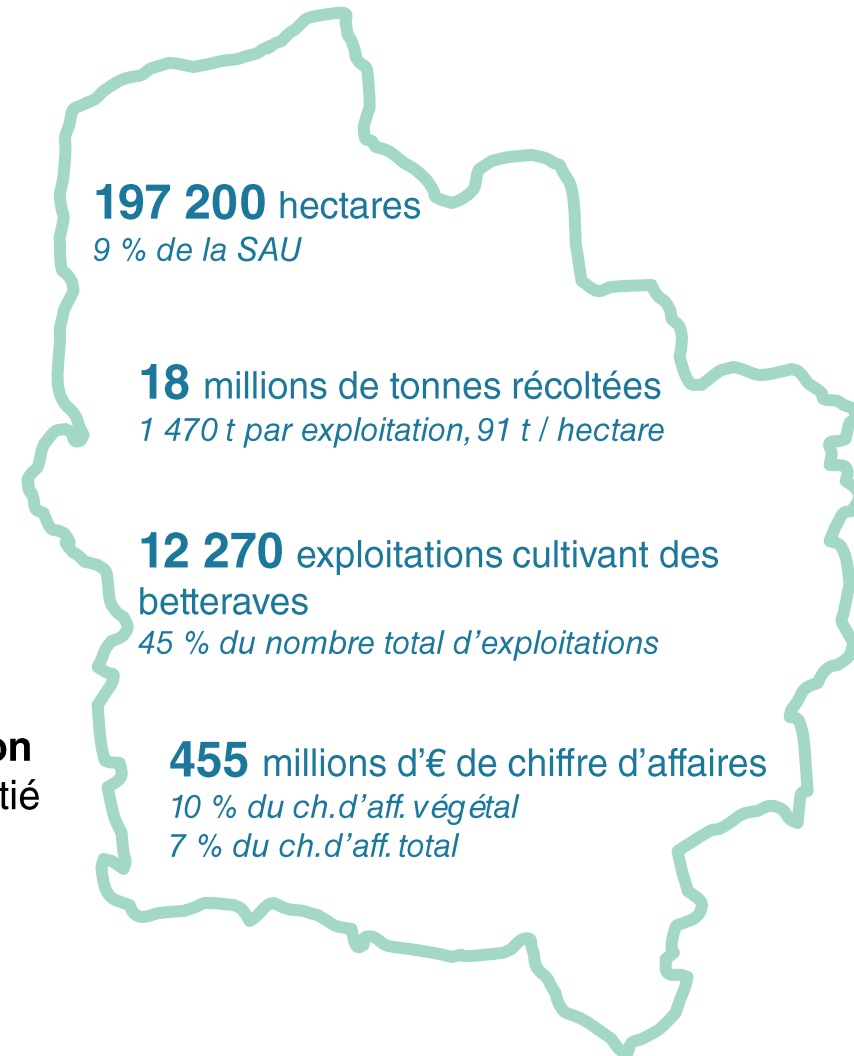 197 200 hectares
9 % de la SAU
18 millions de tonnes récoltées
1 470 t par exploitation, 91 t / hectare
12 270 exploitations cultivant des
betteraves
45 % du nombre total d’exploitations
on
tié
455 millions d’€ de chiffre d’affaires
10 % du ch.d’aff. végétal
7 % du ch.d’aff. total